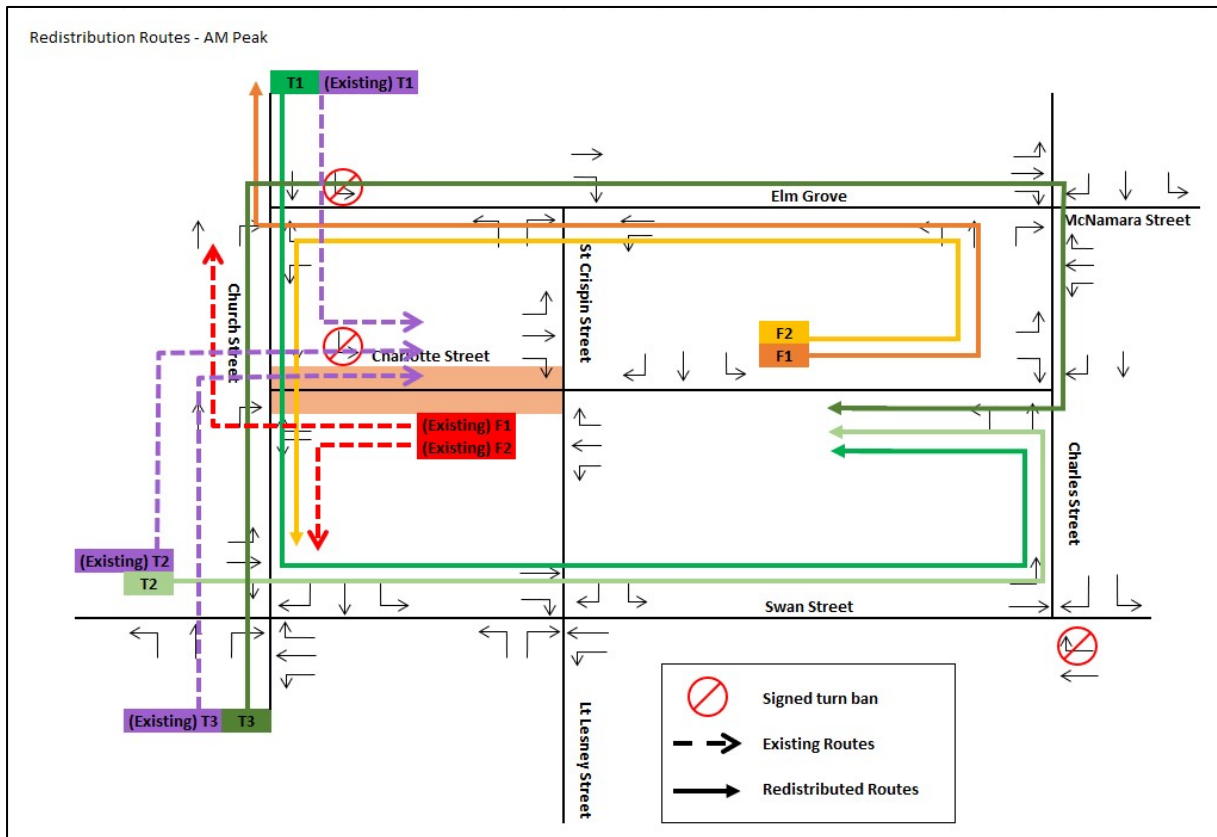 Redistribution Routes - AM Peak
T1
(Existing) T1
Elm Grove
McNamara Street
Church Street
St Crispin Street
F2
F1
Charlotte Street
(Existing) F1
(Existing) F2
Charles Street
(Existing) T2
T2
Swan Street
(Existing) T3
T3
Lt Lesney Street
Signed turn ban
Existing Routes
Redistributed Routes